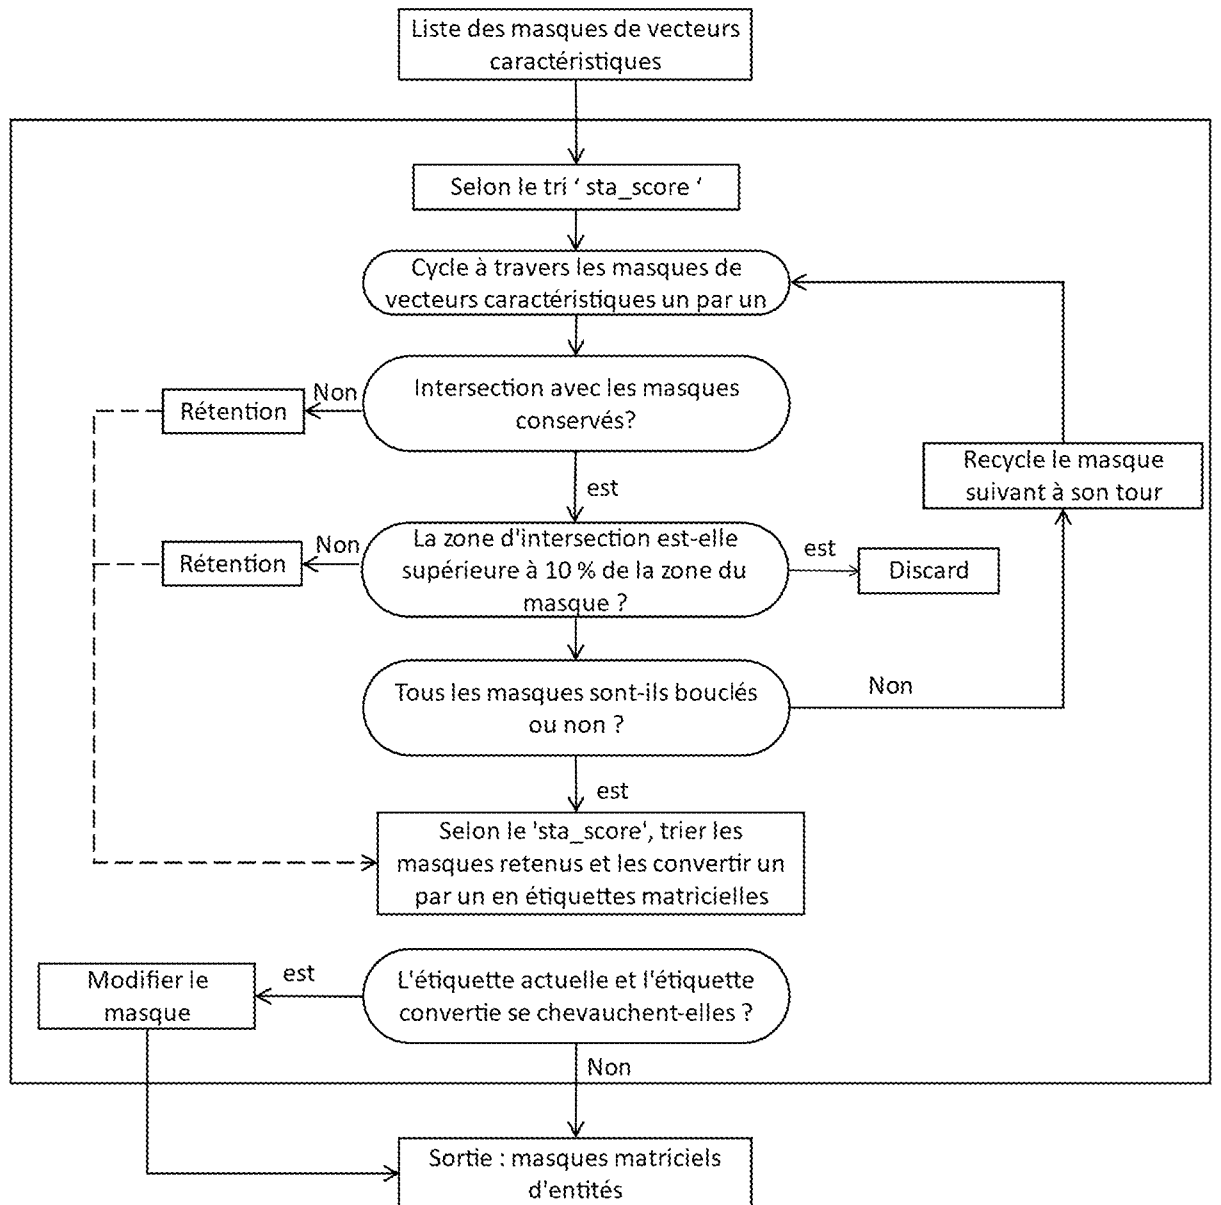 Liste des masques de vecteurs
caractéristiques
Selon le tri ‘ sta_score ‘
Cycle à travers les masques de
vecteurs caractéristiques un par un
Intersection avec les masques
conservés?
Non
Rétention
est
Recycle le masque
suivant à son tour
La zone d'intersection est-elle
supérieure à 10 % de la zone du
masque ?
Non
Rétention
est
Discard
Tous les masques sont-ils bouclés
ou non ?
Non
est
Selon le 'sta_score', trier les
masques retenus et les convertir un
par un en étiquettes matricielles
L'étiquette actuelle et l'étiquette
convertie se chevauchent-elles ?
est
Modifier le
masque
Non
Sortie : masques matriciels
d'entités